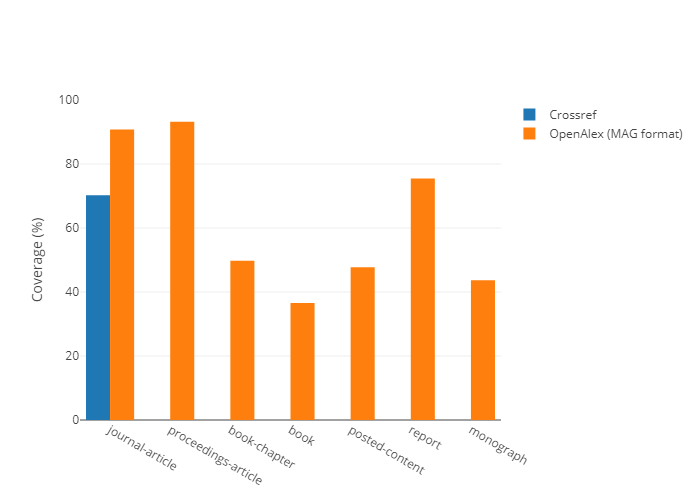 100
80
60
40
20
0
Coverage (%)
journal-article
proceedings-article
book-chapter
book
posted-content
report
monograph
Crossref
OpenAlex (MAG format)